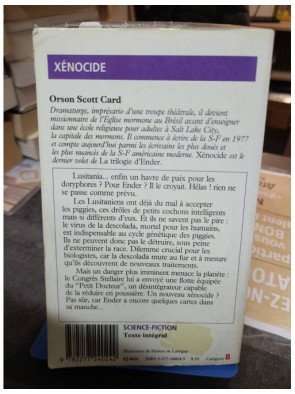 XÉNOCIDE
Orson Scott Card
Dramaturge, imprésario d'une troupe théâtrale, il devient
missionnaire de l'Église mormone au Brésil avant d'enseigner
dans une école religieuse pour adultes à Salt Lake City,
la capitale des mormons. Il commence à écrire de la S-F en 1977
et compte aujourd'hui parmi les écrivains les plus doués et
les plus nuancés de la S-F américaine moderne. Xénocide est le
dernier volet de La trilogie d'Ender.
Lusitania... enfin un havre de paix pour les
doryphores ? Pour Ender ? Il le croyait. Hélas ! rien ne
se passe comme prévu.
Les Lusitaniens ont déjà du mal à accepter
les piggies, ces drôles de petits cochons intelligents
mais si différents d'eux. Et ils ne savent pas le pire :
le virus de la descolada, mortel pour les humains,
est indispensable au cycle génétique des piggies.
Ils ne peuvent donc pas le détruire, sous peine
d'exterminer la race. Dilemme crucial pour les
biologistes, car la descolada mute au fur et à mesure
qu'ils découvrent de nouveaux traitements.
Mais un danger plus imminent menace la planète :
le Congrès Stellaire lui a envoyé une flotte équipée
du "Petit Docteur", un désintégrateur capable
de la réduire en poussière. Un nouveau xénocide ?
Pas sûr, car Ender a encore quelques cartes dans
sa manche...
SCIENCE-FICTION
Texte intégral
Illustration de Hubert de Lartigue
Catégorie 8